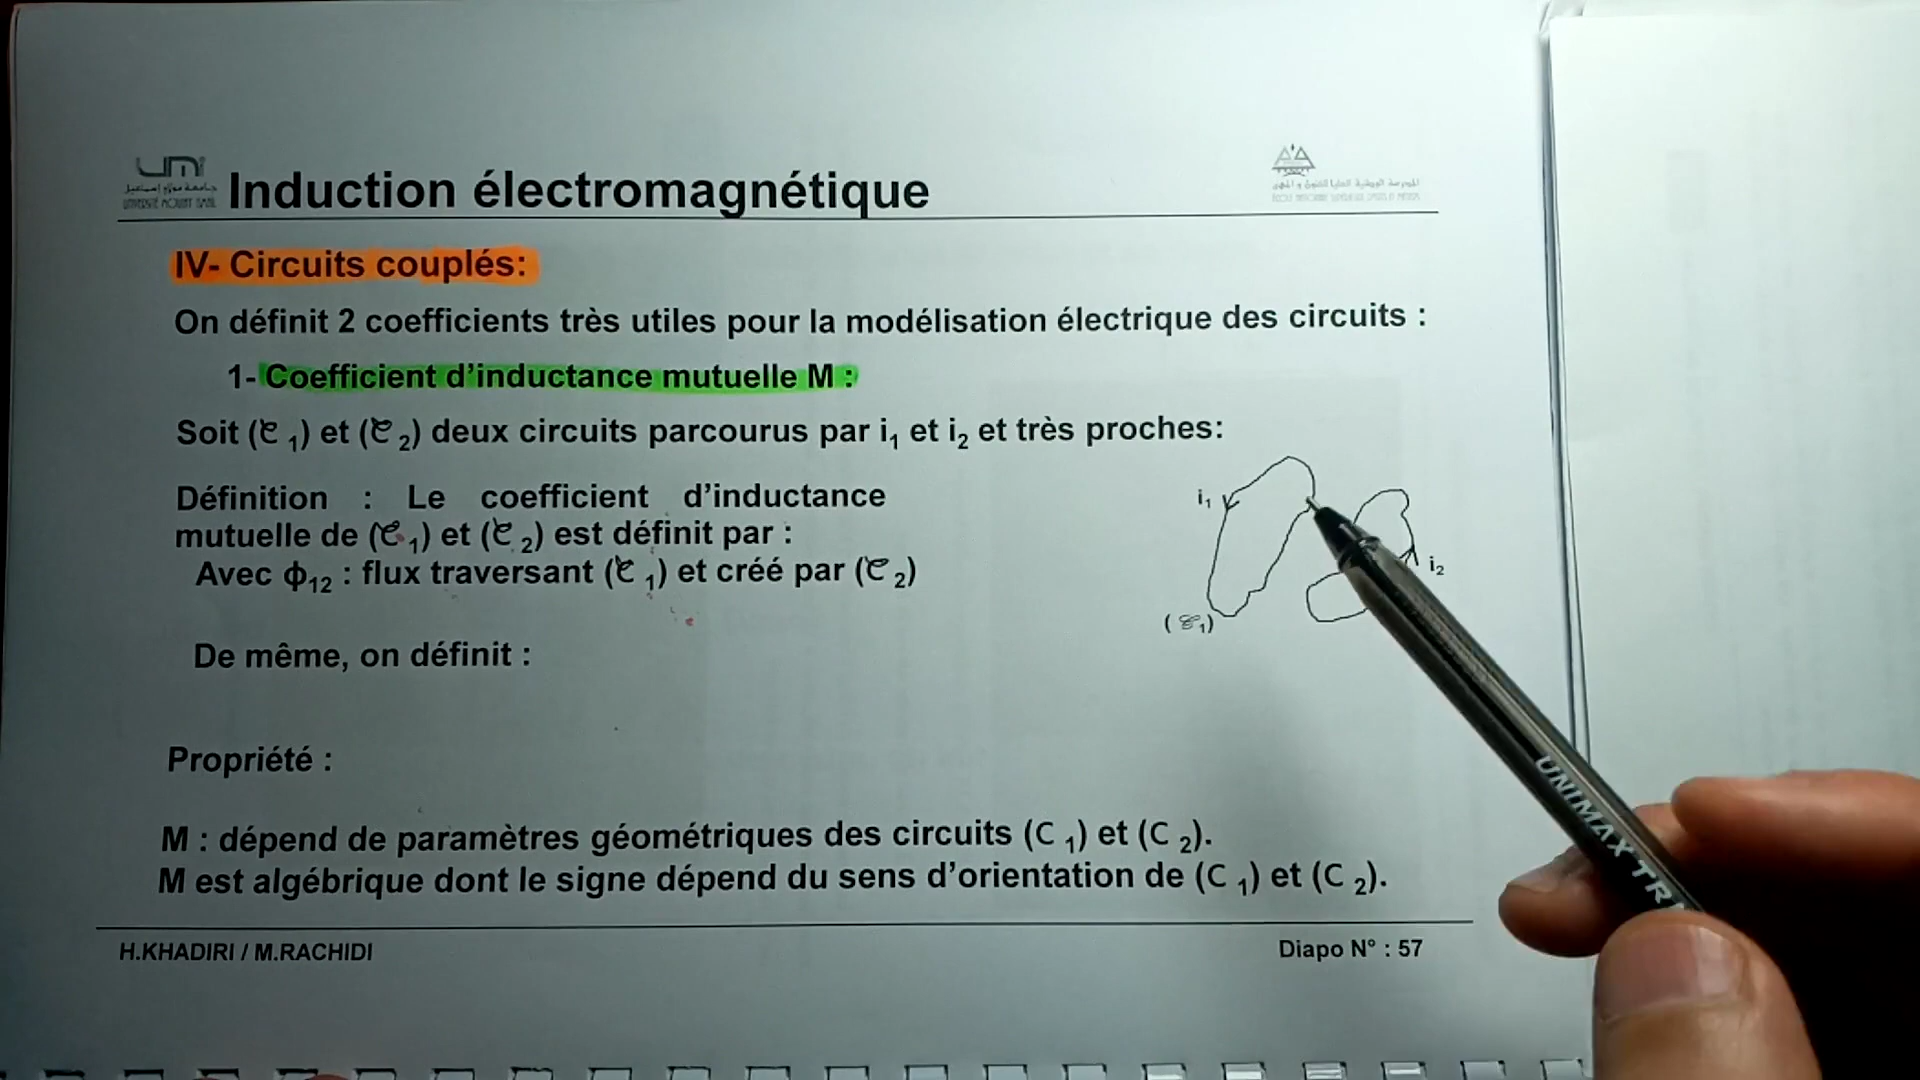 Induction électromagnétique
IV- Circuits couplés:
On définit 2 coefficients très utiles pour la modélisation électrique des circuits :
1- Coefficient d'inductance mutuelle M :
Soit (C 1) et (C 2) deux circuits parcourus par i1 et i2 et très proches:
Définition : Le coefficient d'inductance
mutuelle de (C 1) et (C 2) est définit par :
Avec ϕ12 : flux traversant (C 1) et créé par (C 2)
i1
i2
(C1)
De même, on définit :
Propriété :
M : dépend de paramètres géométriques des circuits (C 1) et (C 2).
M est algébrique dont le signe dépend du sens d'orientation de (C 1) et (C 2).
H.KHADIRI / M.RACHIDI
Diapo N° : 57
UNIMAX TR